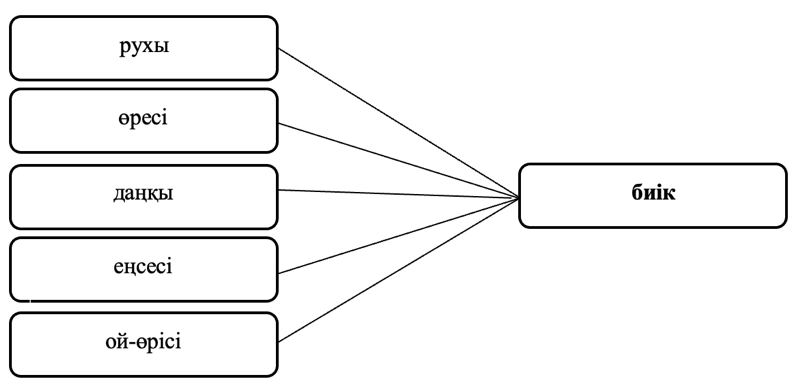 рухы
өресі
даңқы
еңсесі
ой-өрісі
биік